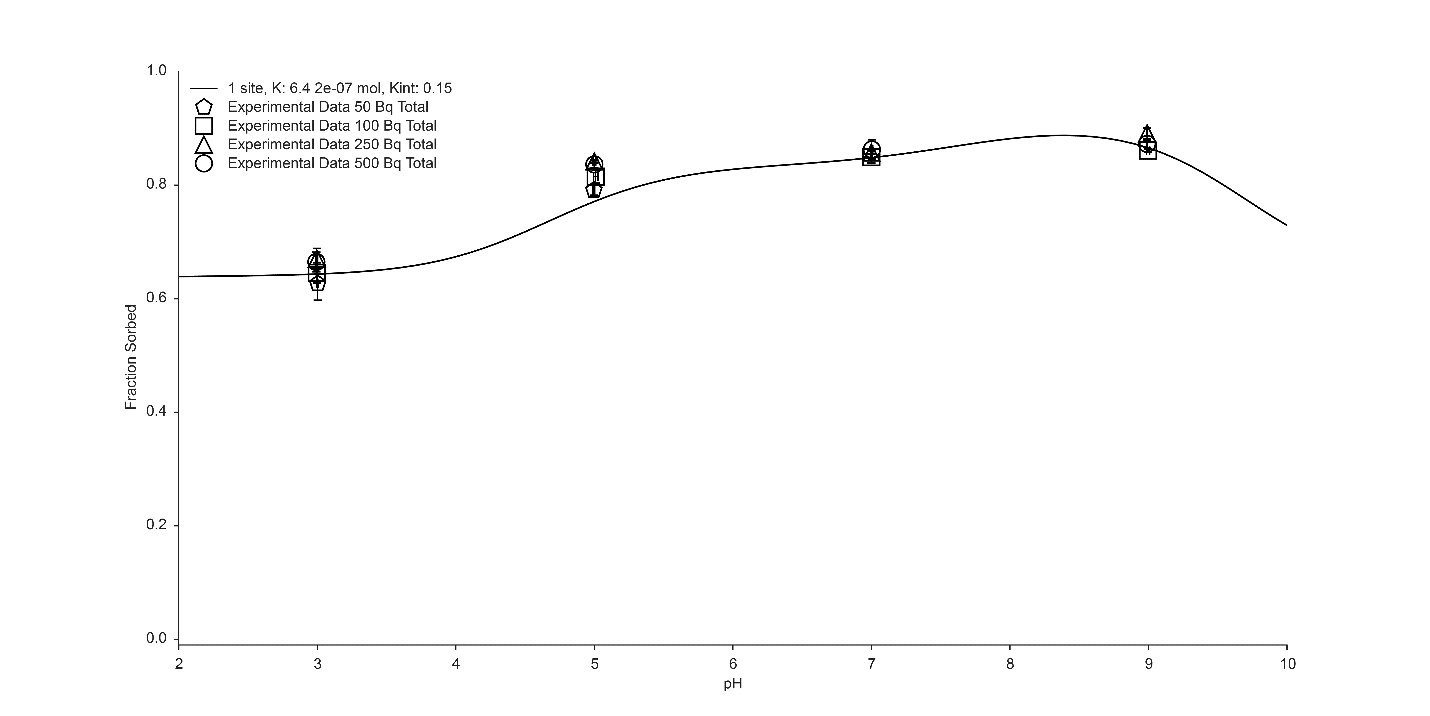 1.0
1 site, K: 6.4 2e-07 mol, Kint: 0.15
Experimental Data 50 Bq Total
Experimental Data 100 Bq Total
Experimental Data 250 Bq Total
Experimental Data 500 Bq Total
0.8
0.6
0.4
0.2
0.0
Fraction Sorbed
2 3 4 5 6 7 8 9 10
pH